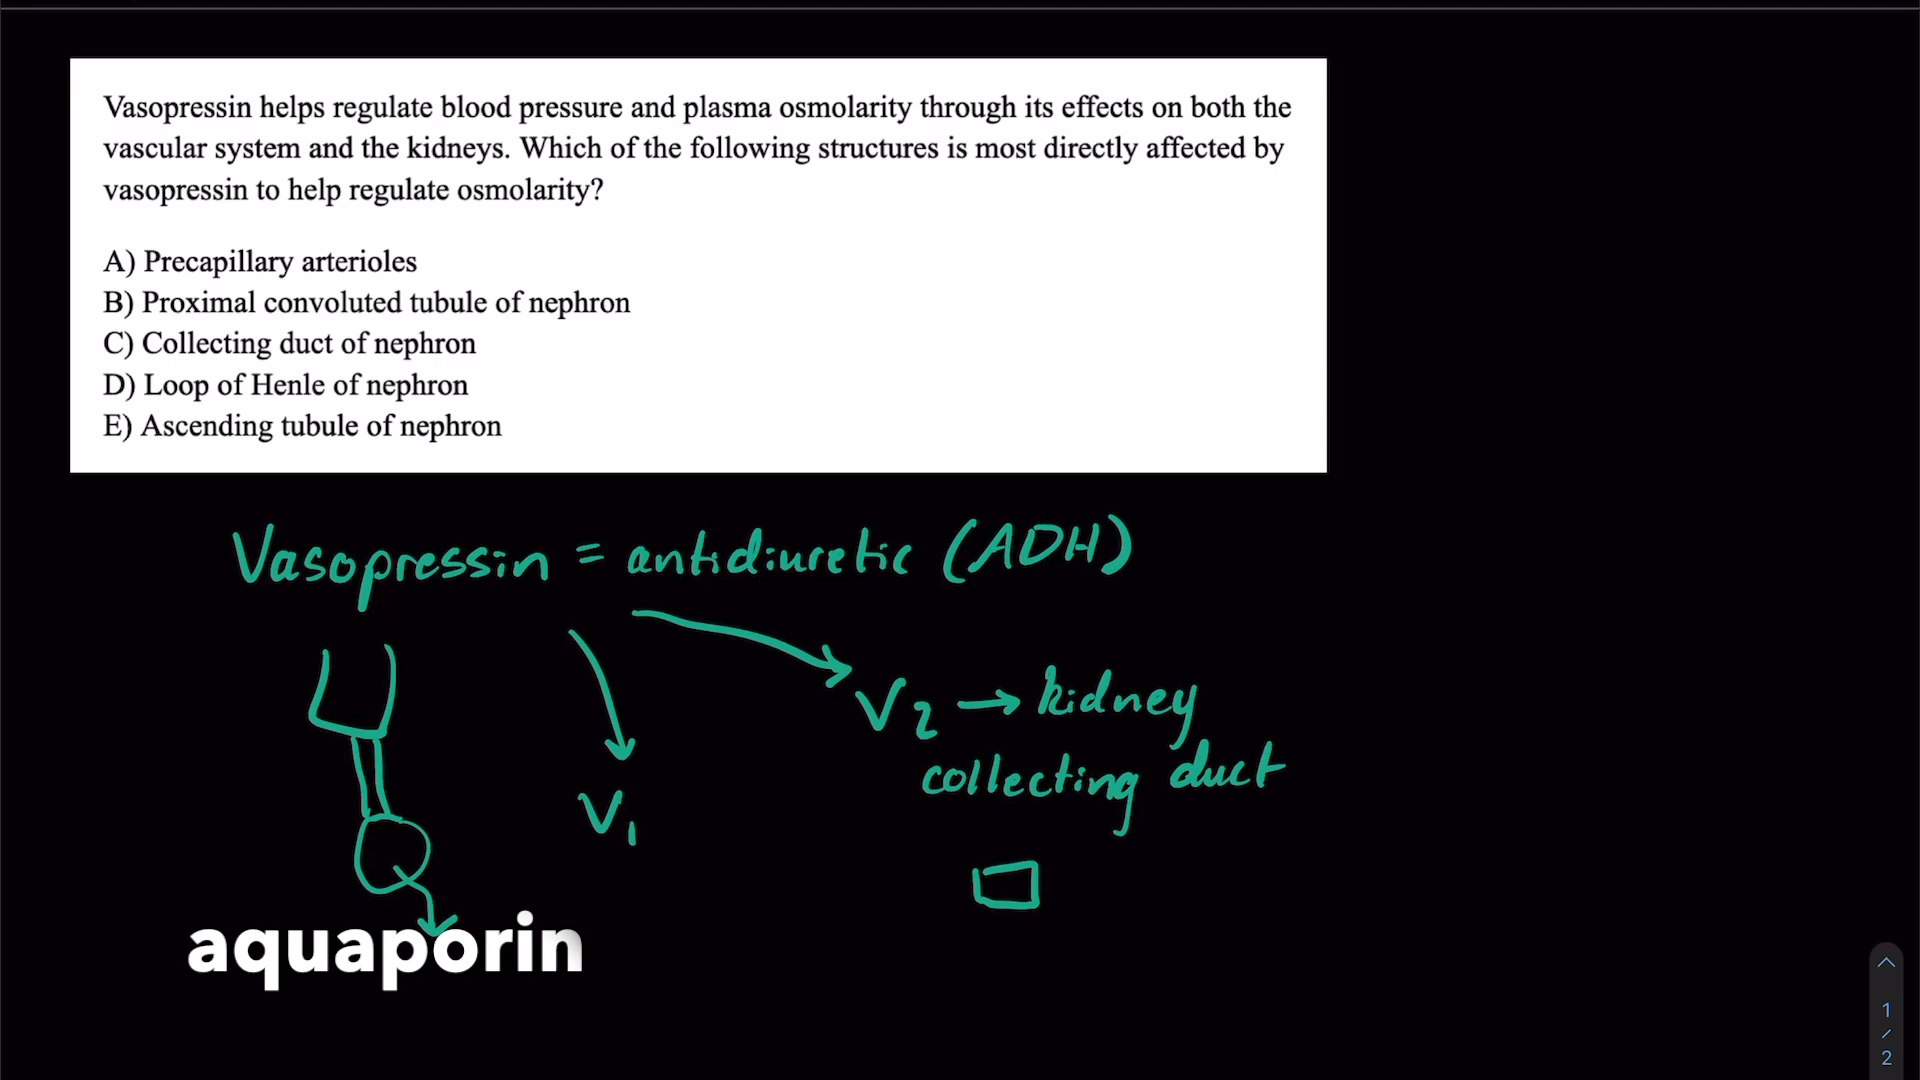 Vasopressin helps regulate blood pressure and plasma osmolarity through its effects on both the
vascular system and the kidneys. Which of the following structures is most directly affected by
vasopressin to help regulate osmolarity?
A) Precapillary arterioles
B) Proximal convoluted tubule of nephron
C) Collecting duct of nephron
D) Loop of Henle of nephron
E) Ascending tubule of nephron
Vasopressin = antidiuretic (ADH)
V2 → kidney
collecting duct
V1
aquaporin
1
/
2